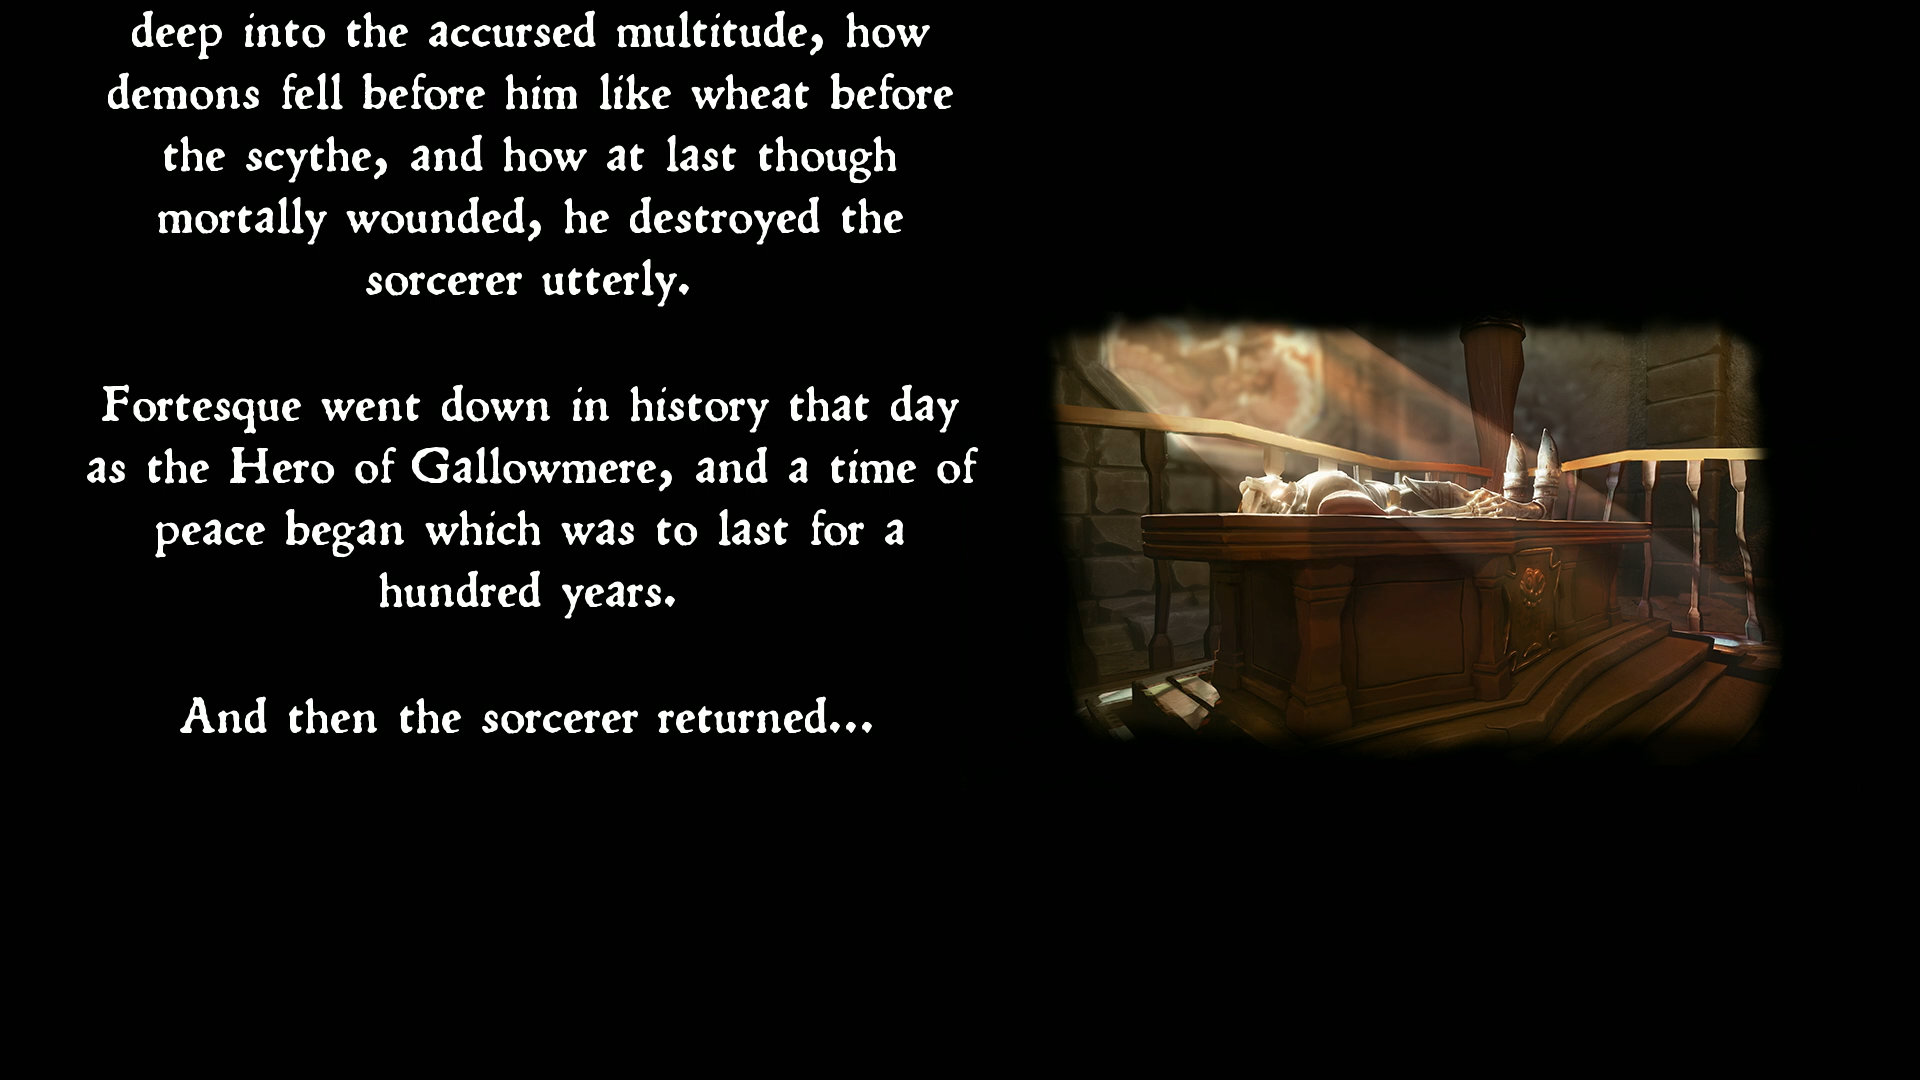 deep into the accursed multitude, how
demons fell before him like wheat before
the scythe, and how at last though
mortally wounded, he destroyed the
sorcerer utterly.
Fortesque went down in history that day
as the Hero of Gallowmere, and a time of
peace began which was to last for a
hundred years.
And then the sorcerer returned...